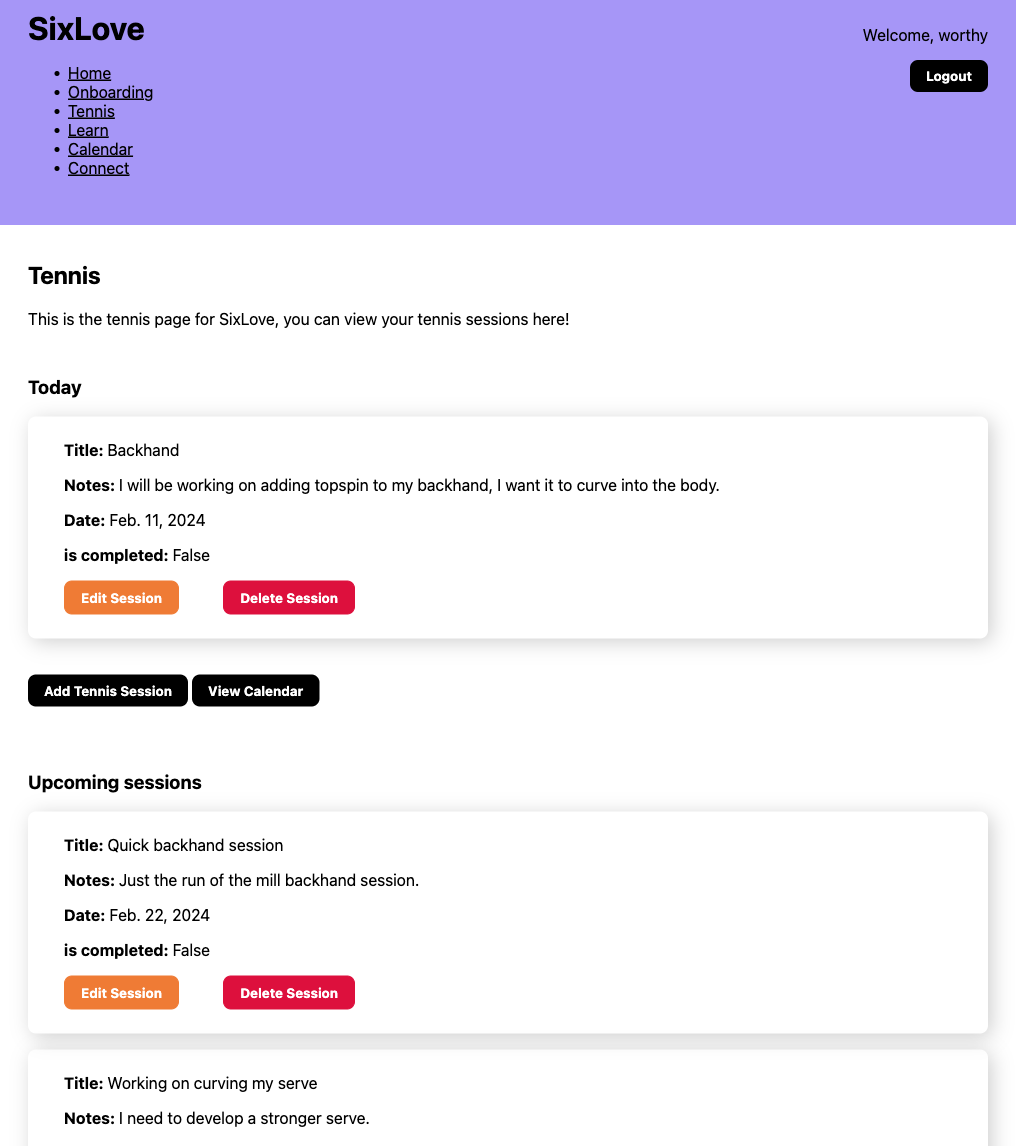 SixLove
Welcome, worthy
Home
Logout
Onboarding
Tennis
Learn
Calendar
Connect
Tennis
This is the tennis page for SixLove, you can view your tennis sessions here!
Today
Title: Backhand
Notes: I will be working on adding topspin to my backhand, I want it to curve into the body.
Date: Feb. 11, 2024
is completed: False
Edit Session Delete Session
Add Tennis Session View Calendar
Upcoming sessions
Title: Quick backhand session
Notes: Just the run of the mill backhand session.
Date: Feb. 22, 2024
is completed: False
Edit Session Delete Session
Title: Working on curving my serve
Notes: I need to develop a stronger serve.